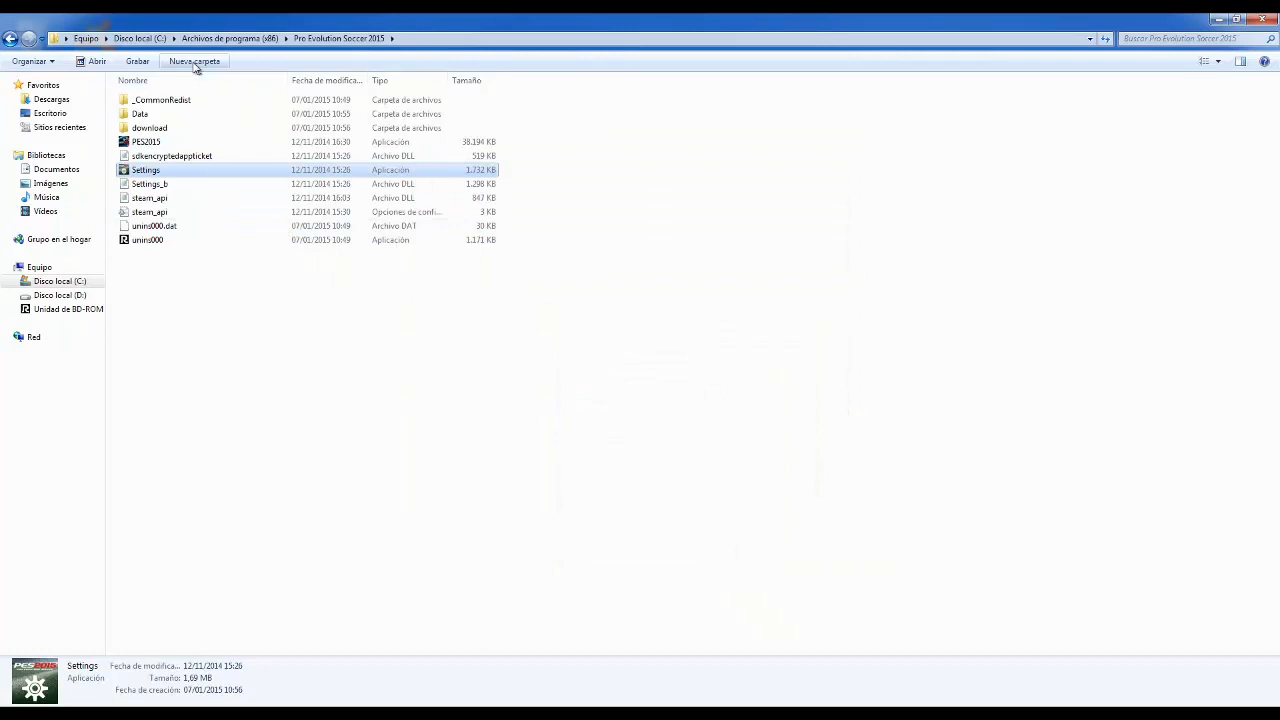 Equipo Disco local (C:) Archivos de programa (x86) Pro Evolution Soccer 2015 Buscar Pro Evolution Soccer 2015
Organizar Abrir Grabar Nueva carpeta
Favoritos
Descargas
Escritorio
Sitios recientes
Bibliotecas
Documentos
Imágenes
Música
Vídeos
Grupo en el hogar
Equipo
Disco local (C:)
Disco local (D:)
Unidad de BD-ROM
Red
Nombre Fecha de modifica... Tipo Tamaño
_CommonRedist 07/01/2015 10:49 Carpeta de archivos
Data 07/01/2015 10:55 Carpeta de archivos
download 07/01/2015 10:56 Carpeta de archivos
PES2015 12/11/2014 16:30 Aplicación 38.194 KB
sdkencryptedappticket 12/11/2014 15:26 Archivo DLL 519 KB
Settings 12/11/2014 15:26 Aplicación 1.732 KB
Settings_b 12/11/2014 15:26 Archivo DLL 1.298 KB
steam_api 12/11/2014 16:03 Archivo DLL 847 KB
steam_api 12/11/2014 15:30 Opciones de confi... 3 KB
unins000.dat 07/01/2015 10:49 Archivo DAT 30 KB
unins000 07/01/2015 10:49 Aplicación 1.171 KB
PES2015
Settings Fecha de modifica... 12/11/2014 15:26
Aplicación Tamaño: 1,69 MB
Fecha de creación: 07/01/2015 10:56